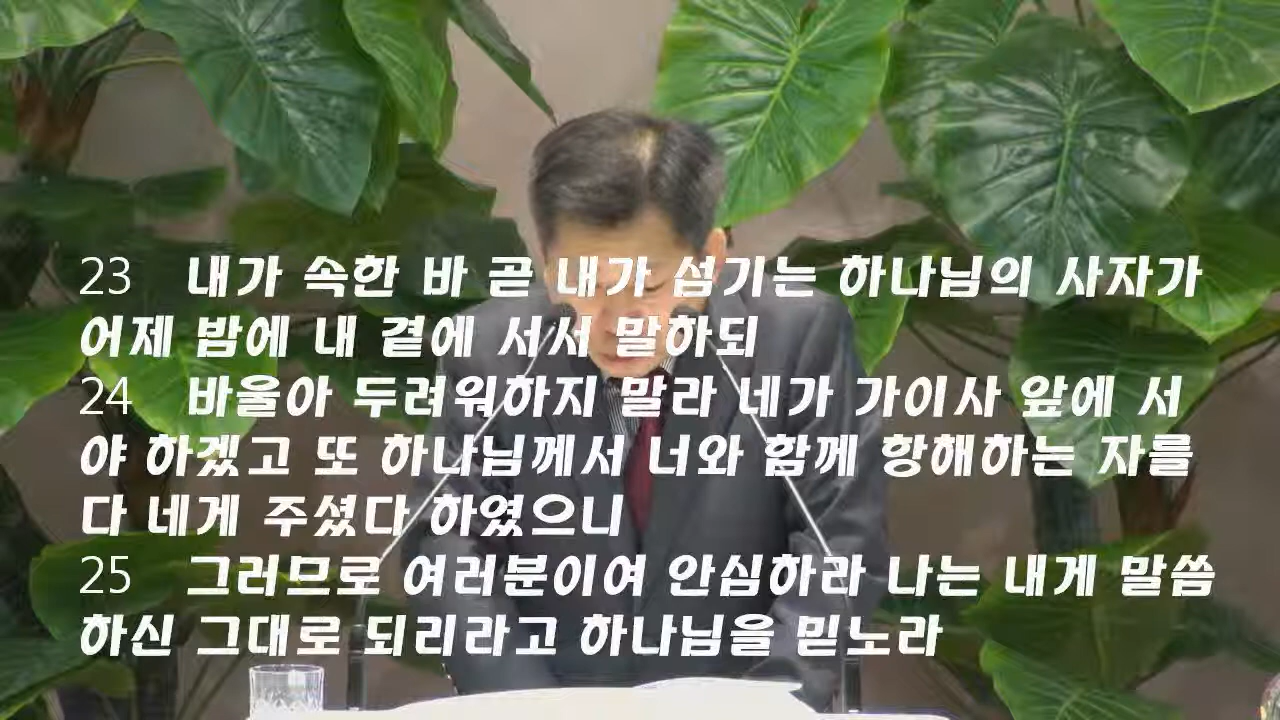 23 내가 속한 바 곧 내가 섬기는 하나님의 사자가
어제 밤에 내 곁에 서서 말하되
24 바울아 두려워하지 말라 네가 가이사 앞에 서
야 하겠고 또 하나님께서 너와 함께 항해하는 자를
다 네게 주셨다 하였으니
25 그러므로 여러분이여 안심하라 나는 내게 말씀
하신 그대로 되리라고 하나님을 믿노라